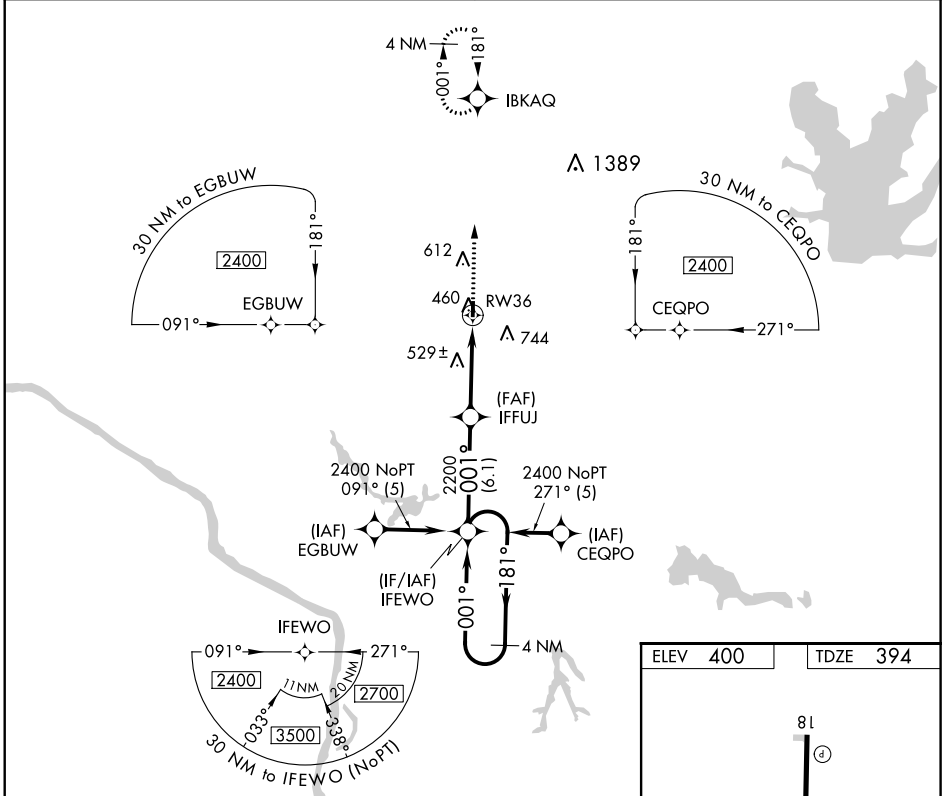 4 NM
181°
001°
IBKAQ
1389
30 NM to EGBUW
181°
2400
EGBUW
091°
30 NM to CEQPO
181°
2400
CEQPO
271°
612
460
RW36
744
529±
(FAF)
IFFUJ
2200
001°
(6.1)
2400 NoPT
091° (5)
2400 NoPT
271° (5)
(IAF)
EGBUW
(IAF)
CEQPO
(IF/IAF)
IFEWO
001°
181°
4 NM
IFEWO
091°
271°
2400
11NM
20 NM
2700
033°
3500
338°
30 NM to IFEWO (NoPT)
ELEV 400
TDZE 394
18
P